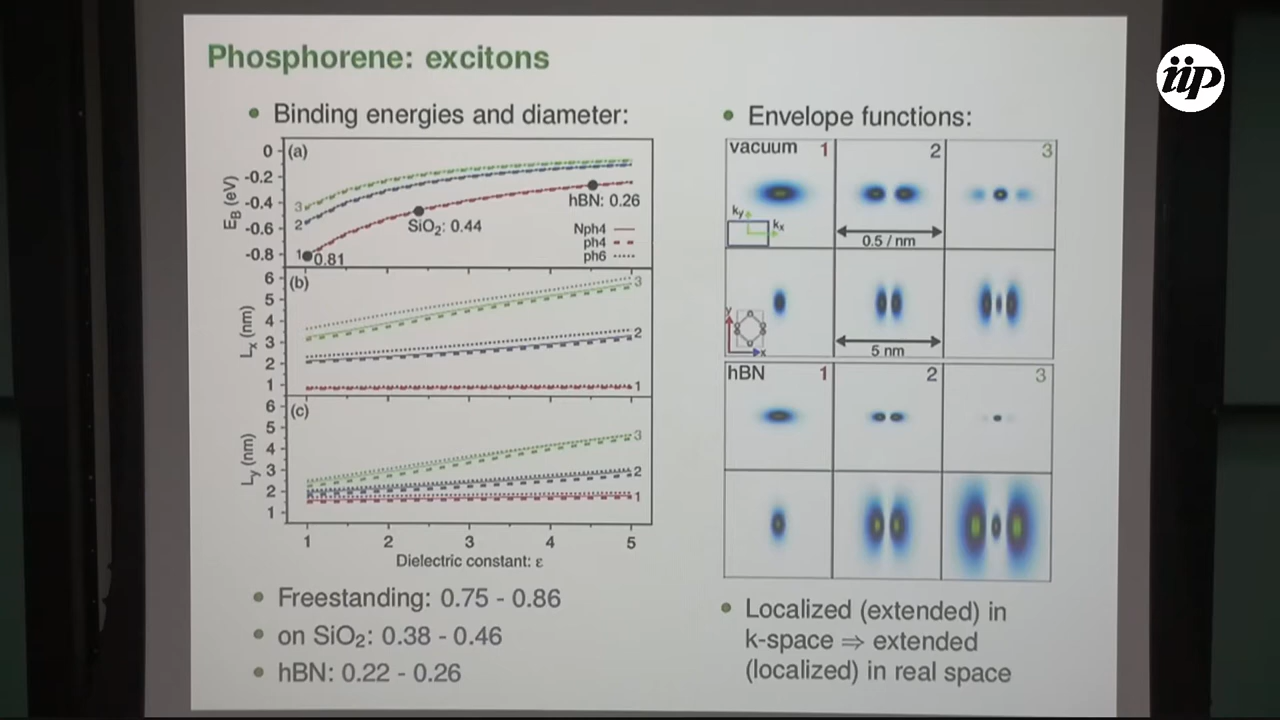 Phosphorene: excitons
iip
• Binding energies and diameter:
(a)
0
-0.2
-0.4
-0.6
-0.8
E_B (eV)
3
2
1
0.81
SiO₂: 0.44
hBN: 0.26
Nph4
ph4
ph6
(b)
6
5
4
3
2
1
Lₓ (nm)
3
2
1
(c)
6
5
4
3
2
1
L_y (nm)
3
2
1
1 2 3 4 5
Dielectric constant: ε
• Freestanding: 0.75 - 0.86
• on SiO₂: 0.38 - 0.46
• hBN: 0.22 - 0.26
• Envelope functions:
vacuum 1 2 3
k_y
kₓ
0.5 / nm
y
x
5 nm
hBN 1 2 3
• Localized (extended) in
k-space ⇒ extended
(localized) in real space